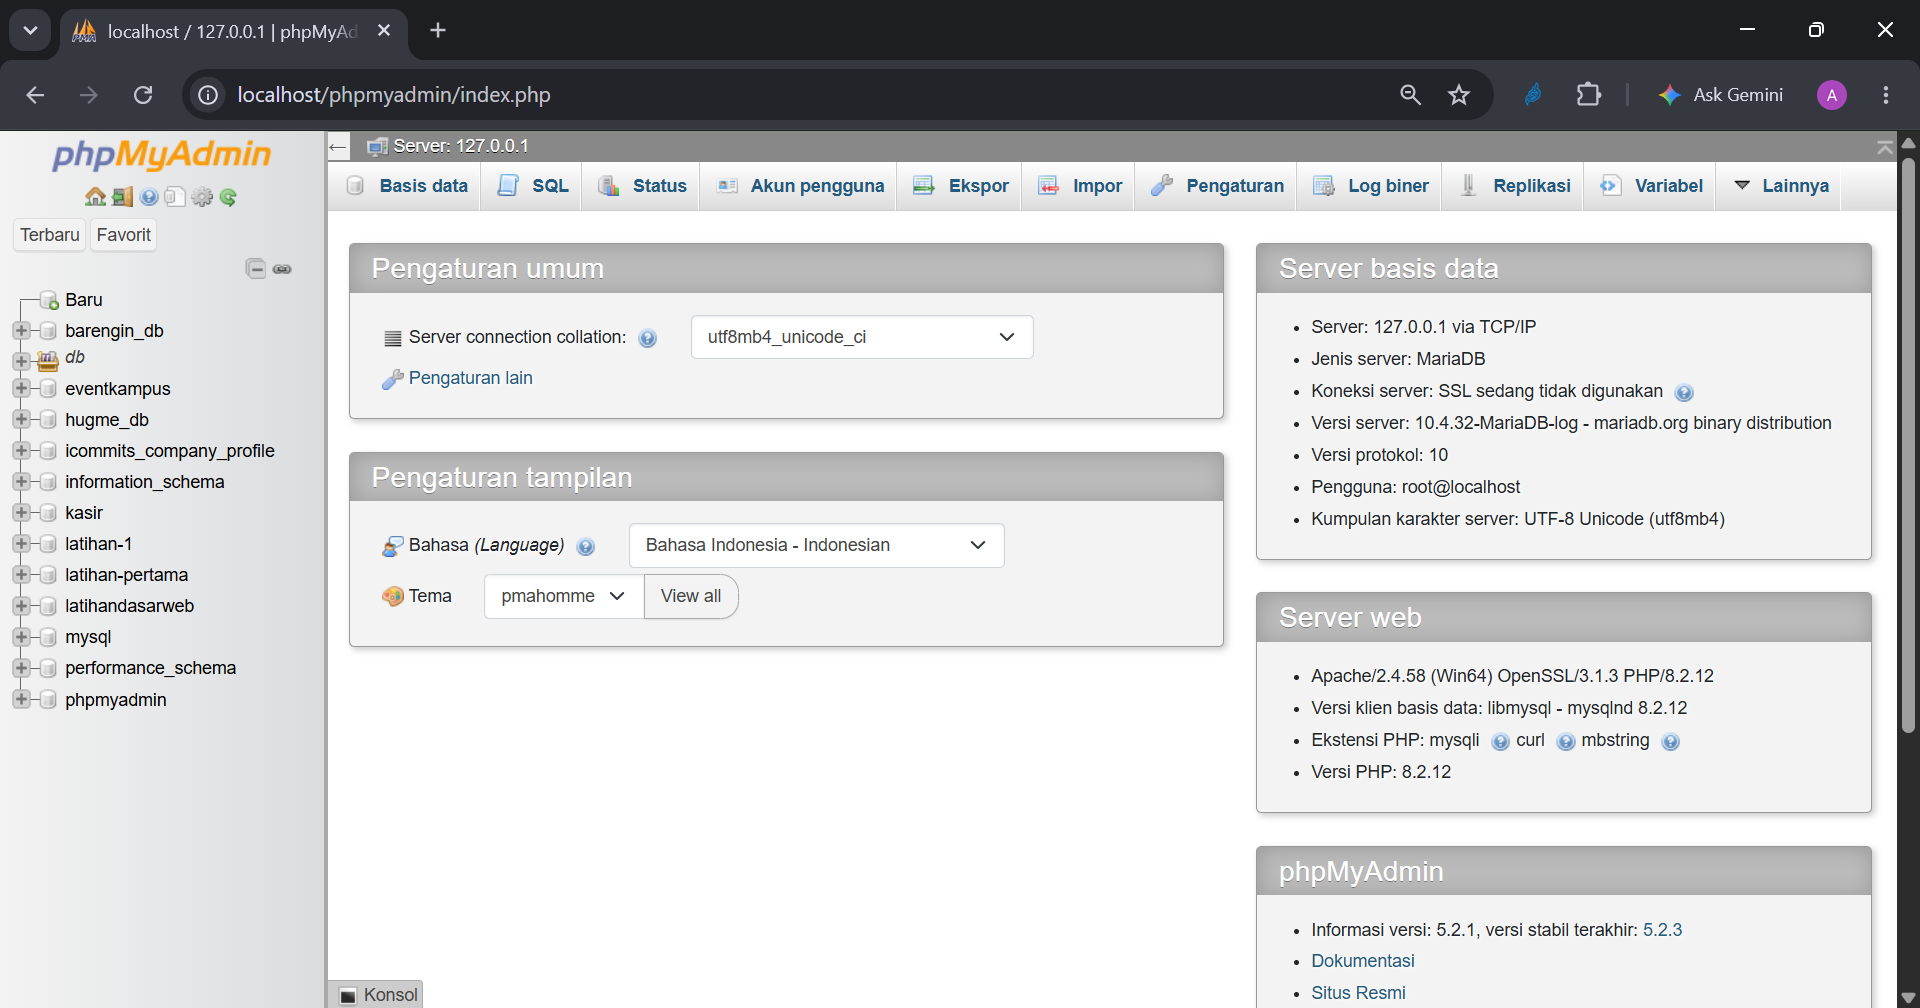 localhost / 127.0.0.1 | phpMyAd
localhost/phpmyadmin/index.php
Ask Gemini
A
phpMyAdmin
Terbaru Favorit
Baru
barengin_db
db
eventkampus
hugme_db
icommits_company_profile
information_schema
kasir
latihan-1
latihan-pertama
latihandasarweb
mysql
performance_schema
phpmyadmin
Server: 127.0.0.1
Basis data SQL Status Akun pengguna Ekspor Impor Pengaturan Log biner Replikasi Variabel Lainnya
Pengaturan umum
Server connection collation: utf8mb4_unicode_ci
Pengaturan lain
Pengaturan tampilan
Bahasa (Language) Bahasa Indonesia - Indonesian
Tema pmahomme View all
Server basis data
Server: 127.0.0.1 via TCP/IP
Jenis server: MariaDB
Koneksi server: SSL sedang tidak digunakan
Versi server: 10.4.32-MariaDB-log - mariadb.org binary distribution
Versi protokol: 10
Pengguna: root@localhost
Kumpulan karakter server: UTF-8 Unicode (utf8mb4)
Server web
Apache/2.4.58 (Win64) OpenSSL/3.1.3 PHP/8.2.12
Versi klien basis data: libmysql - mysqlnd 8.2.12
Ekstensi PHP: mysqli curl mbstring
Versi PHP: 8.2.12
phpMyAdmin
Informasi versi: 5.2.1, versi stabil terakhir: 5.2.3
Dokumentasi
Situs Resmi
Konsol